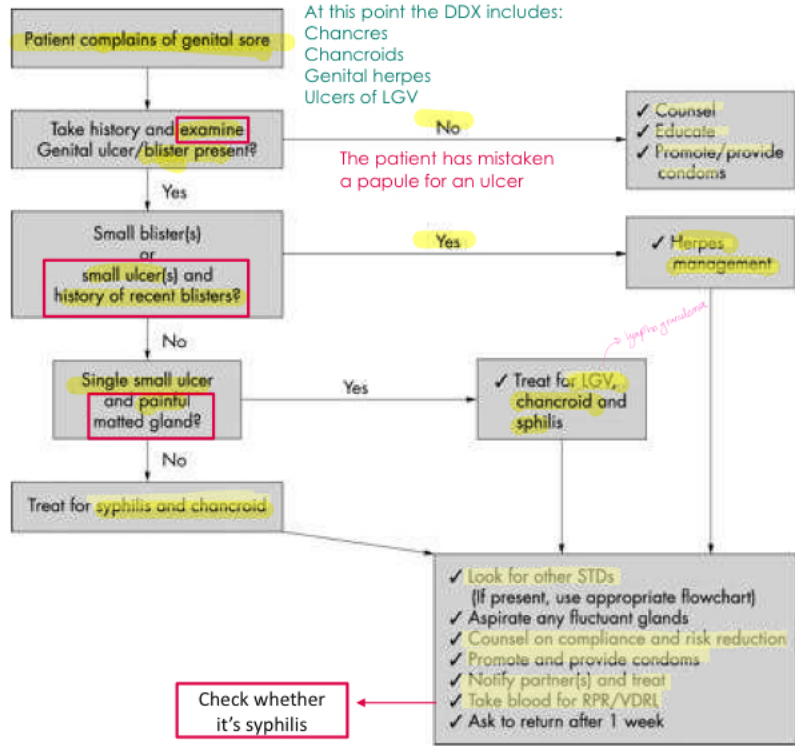 Patient complains of genital sore
At this point the DDX includes:
Chancres
Chancroids
Genital herpes
Ulcers of LGV
Take history and examine
Genital ulcer/blister present?
No
The patient has mistaken
a papule for an ulcer
✓ Counsel
✓ Educate
✓ Promote/provide
condoms
Yes
Small blister(s)
or
small ulcer(s) and
history of recent blisters?
Yes
✓ Herpes
management
No
Single small ulcer
and painful
matted gland?
Yes
lympho granuloma
✓ Treat for LGV,
chancroid and
sphilis
No
Treat for syphilis and chancroid
✓ Look for other STDs
(If present, use appropriate flowchart)
✓ Aspirate any fluctuant glands
✓ Counsel on compliance and risk reduction
✓ Promote and provide condoms
✓ Notify partner(s) and treat
✓ Take blood for RPR/VDRL
✓ Ask to return after 1 week
Check whether
it's syphilis